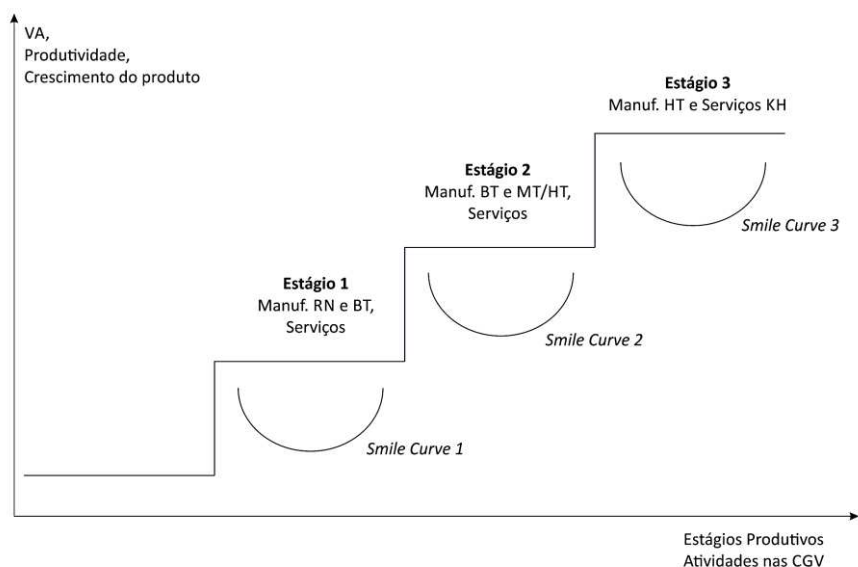 VA,
Produtividade,
Crescimento do produto
Estágio 3
Manuf. HT e Serviços KH
Smile Curve 3
Estágio 2
Manuf. BT e MT/HT,
Serviços
Smile Curve 2
Estágio 1
Manuf. RN e BT,
Serviços
Smile Curve 1
Estágios Produtivos
Atividades nas CGV